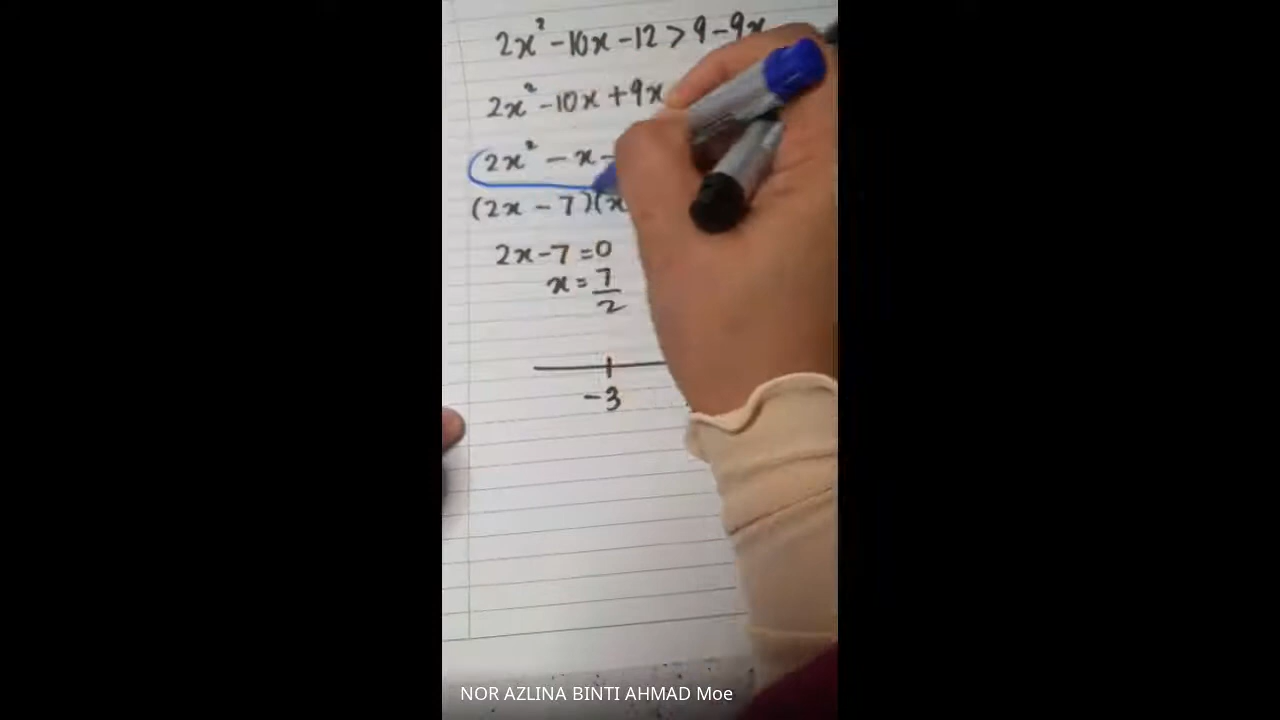 2x² - 10x - 12 > 9 - 9x
2x² - 10x + 9x
2x² - x -
(2x - 7)(x
2x - 7 = 0
x = 7/2
-3
NOR AZLINA BINTI AHMAD Moe